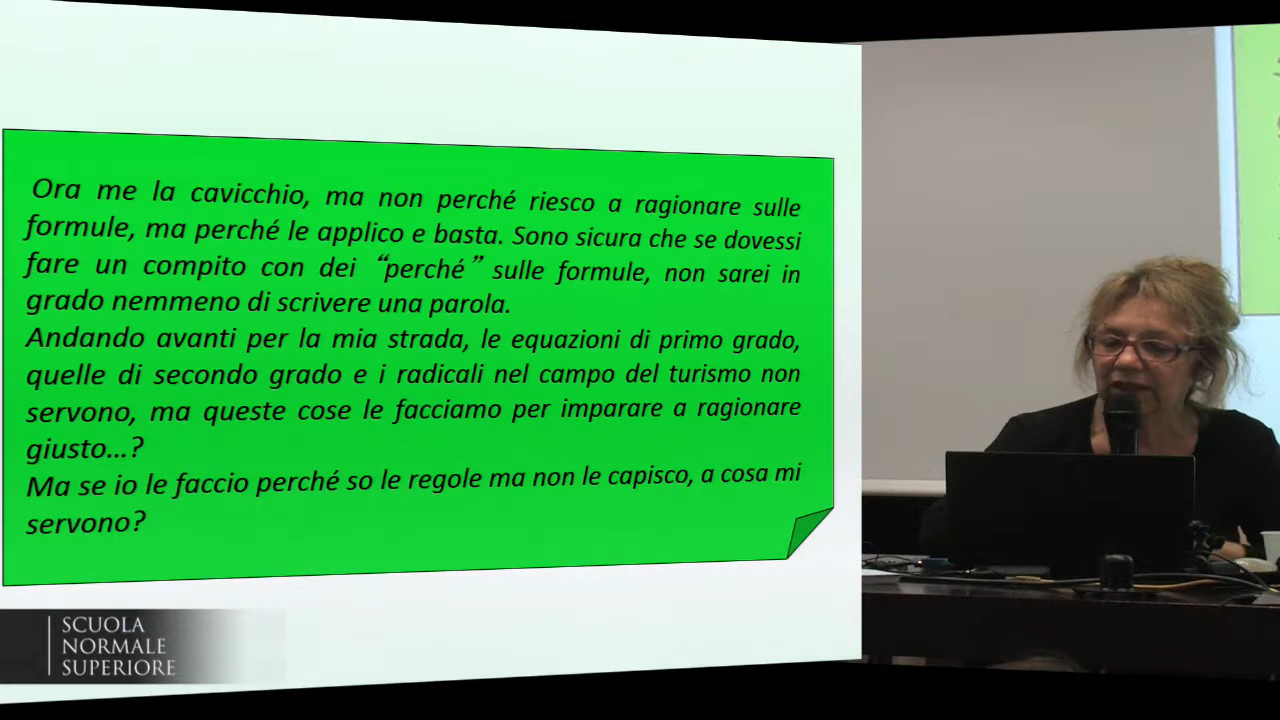 Ora me la cavicchio, ma non perché riesco a ragionare sulle
formule, ma perché le applico e basta. Sono sicura che se dovessi
fare un compito con dei “perché” sulle formule, non sarei in
grado nemmeno di scrivere una parola.
Andando avanti per la mia strada, le equazioni di primo grado,
quelle di secondo grado e i radicali nel campo del turismo non
servono, ma queste cose le facciamo per imparare a ragionare
giusto...?
Ma se io le faccio perché so le regole ma non le capisco, a cosa mi
servono?
SCUOLA
NORMALE
SUPERIORE